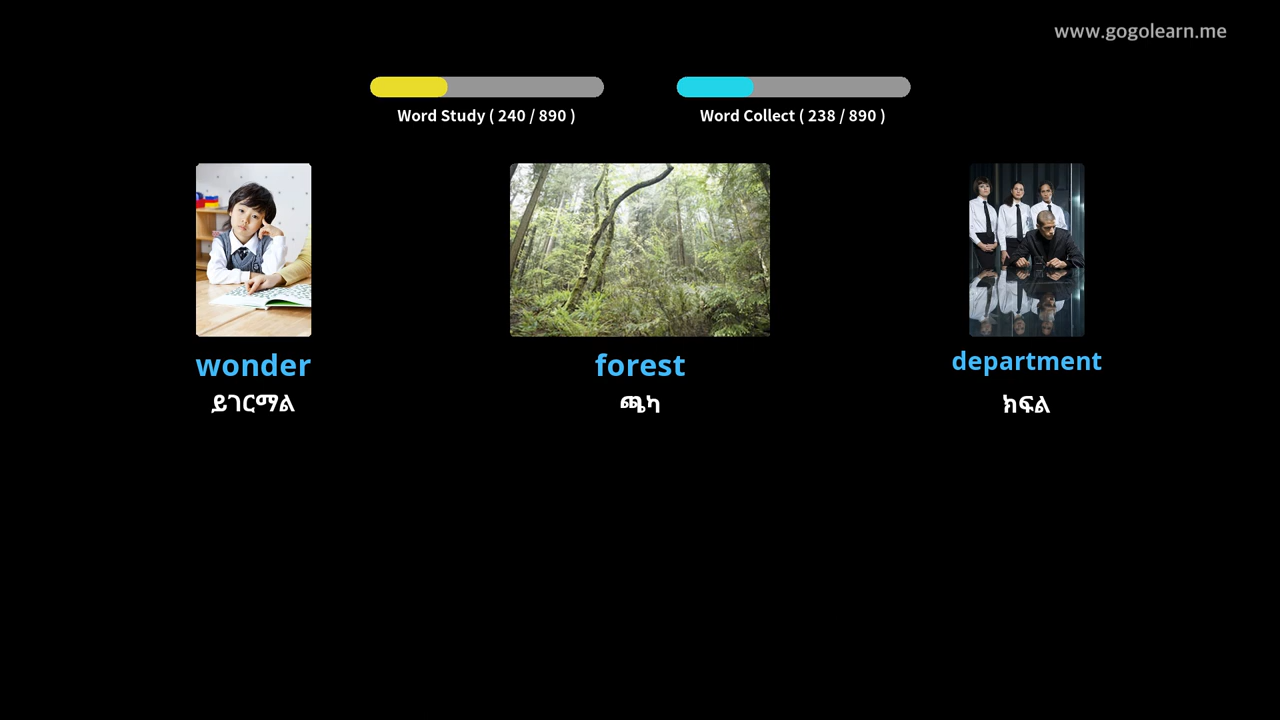 www.gogolearn.me
Word Study ( 240 / 890 )
Word Collect ( 238 / 890 )
wonder
forest
department
ይገርማል
ጫካ
ክፍል